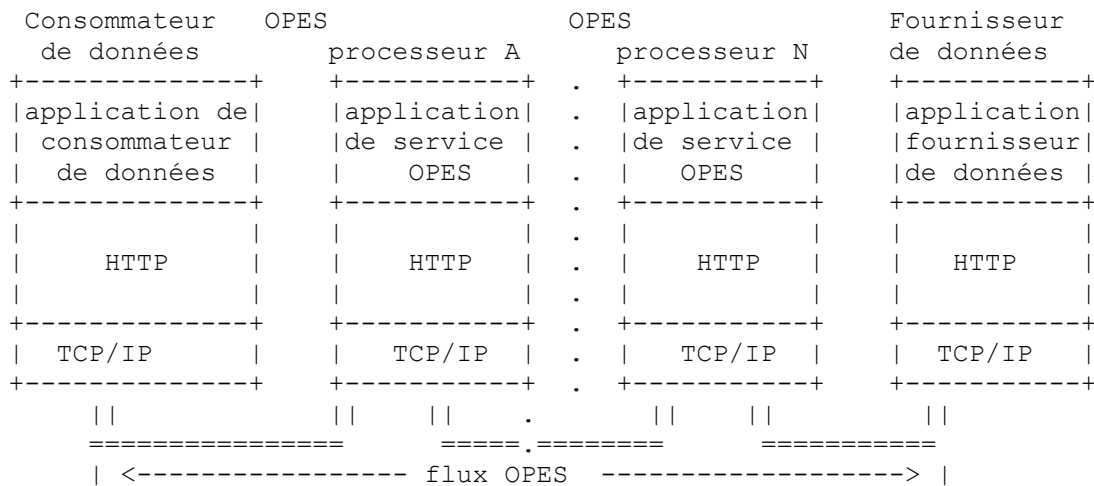 Consommateur OPES OPES Fournisseur
de données processeur A processeur N de données
application de application application application
consommateur de service de service fournisseur
de données OPES OPES de données
HTTP HTTP HTTP HTTP
TCP/IP TCP/IP TCP/IP TCP/IP
flux OPES